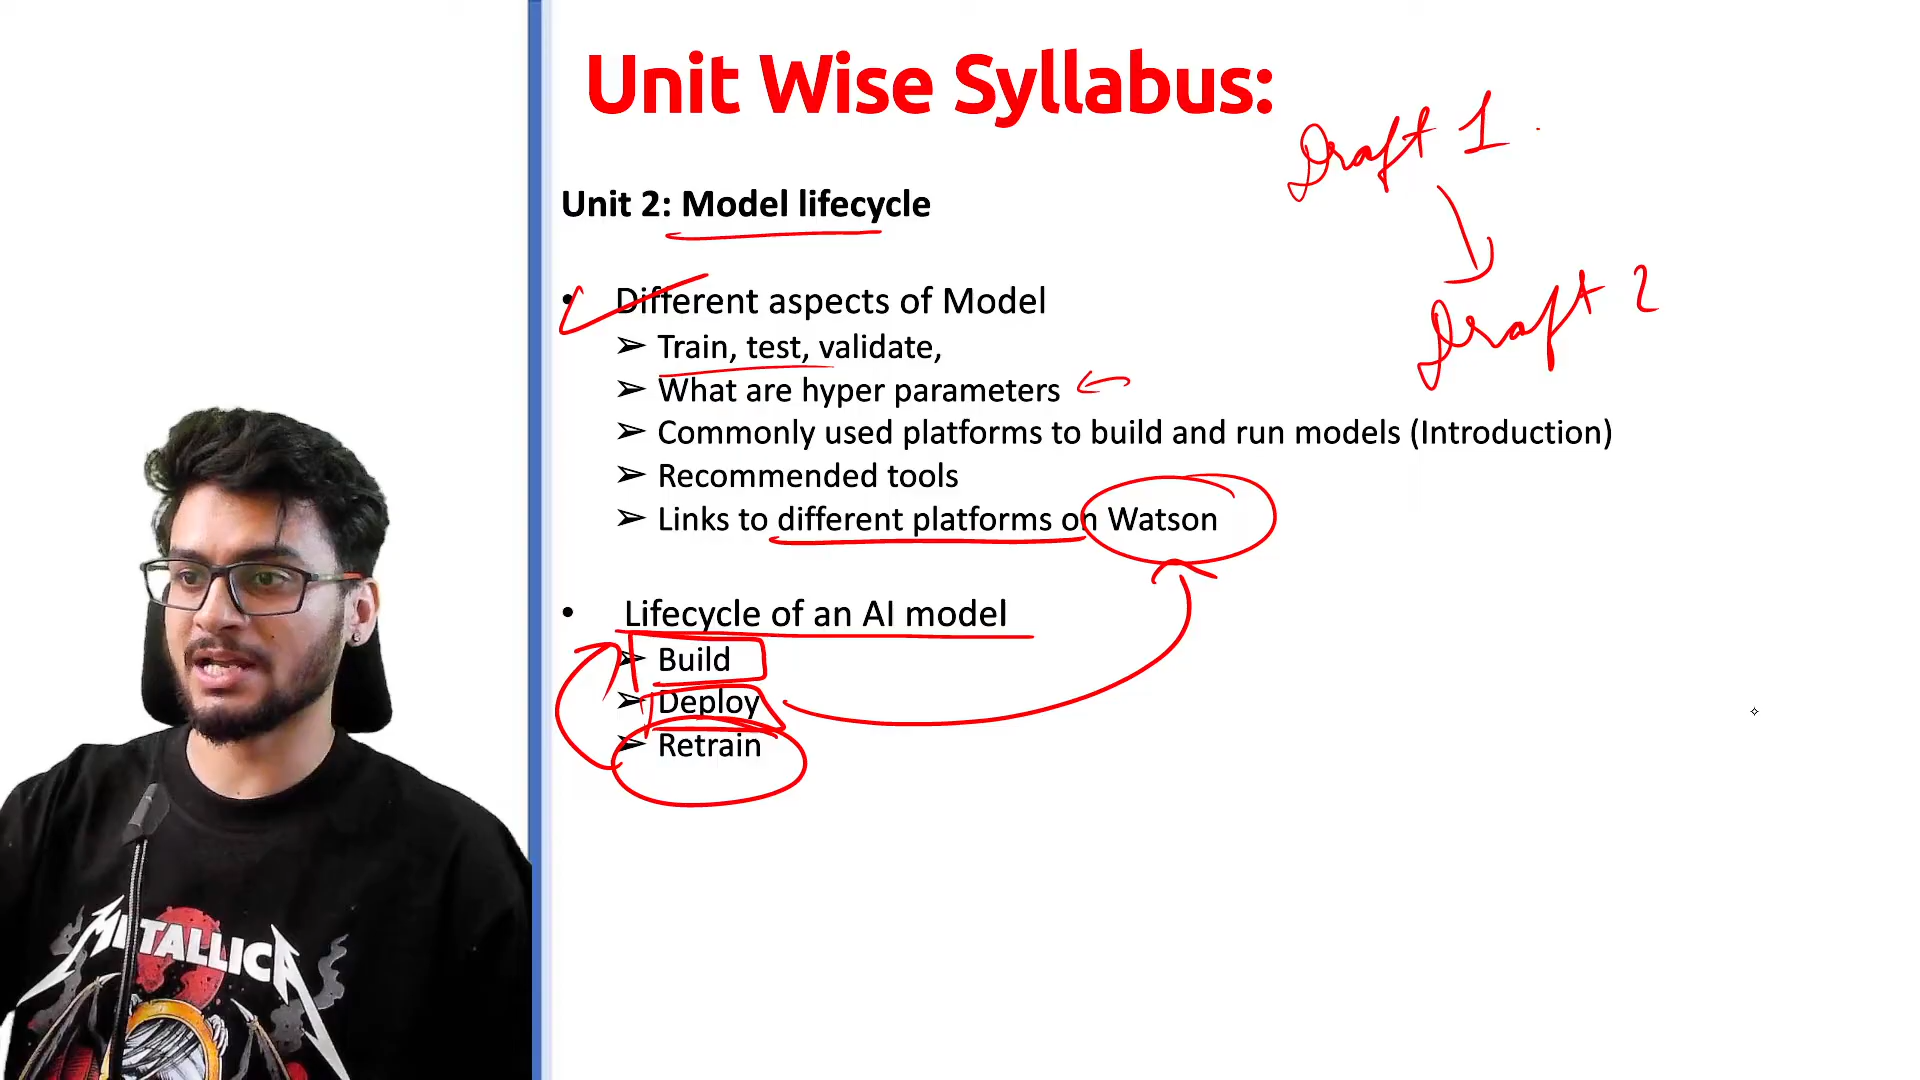 Unit Wise Syllabus:
Draft 1
Unit 2: Model lifecycle
Draft 2
• Different aspects of Model
➢ Train, test, validate,
➢ What are hyper parameters
➢ Commonly used platforms to build and run models (Introduction)
➢ Recommended tools
➢ Links to different platforms on Watson
• Lifecycle of an AI model
➢ Build
➢ Deploy
➢ Retrain
METALLICA